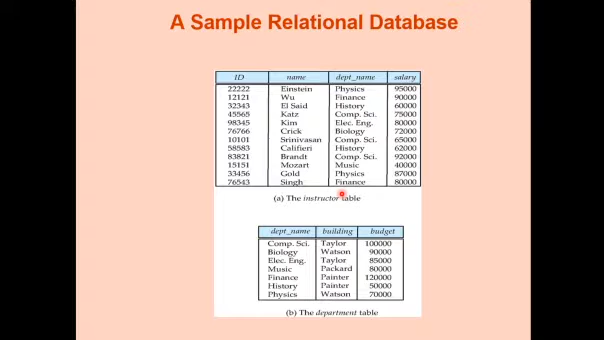 A Sample Relational Database
ID name dept_name salary
22222 Einstein Physics 95000
12121 Wu Finance 90000
32343 El Said History 60000
45565 Katz Comp. Sci. 75000
98345 Kim Elec. Eng. 80000
76766 Crick Biology 72000
10101 Srinivasan Comp. Sci. 65000
58583 Califieri History 62000
83821 Brandt Comp. Sci. 92000
15151 Mozart Music 40000
33456 Gold Physics 87000
76543 Singh Finance 80000
(a) The instructor table
dept_name building budget
Comp. Sci. Taylor 100000
Biology Watson 90000
Elec. Eng. Taylor 85000
Music Packard 80000
Finance Painter 120000
History Painter 50000
Physics Watson 70000
(b) The department table